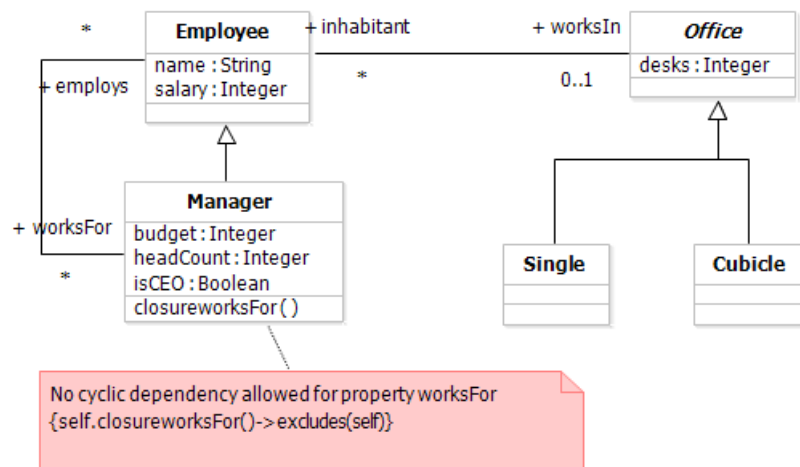 *
Employee
+ inhabitant
+ worksIn
Office
name : String
salary : Integer
desks : Integer
+ employs
*
0..1
Manager
+ worksFor
*
budget : Integer
headCount : Integer
isCEO : Boolean
closureworksFor ( )
Single
Cubicle
No cyclic dependency allowed for property worksFor
{self.closureworksFor()->excludes(self)}